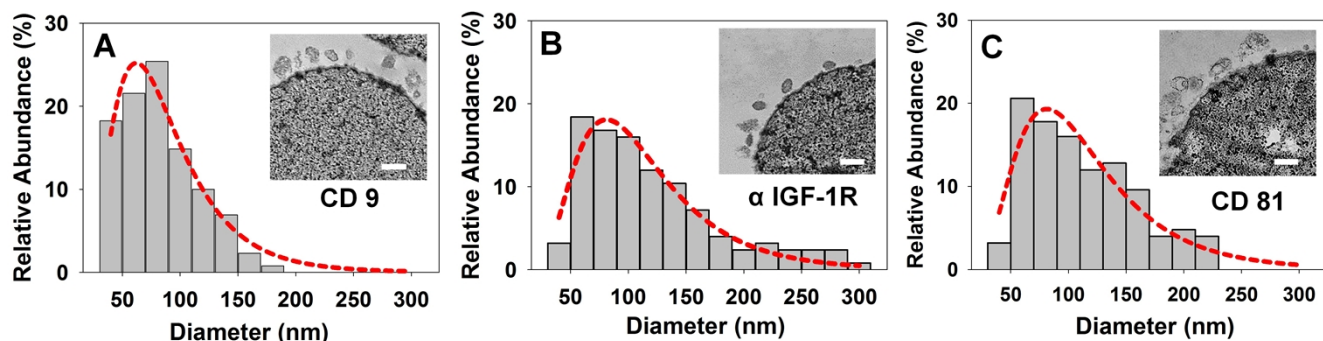 A
Relative Abundance (%)
30
20
10
0
50 100 150 200 250 300
Diameter (nm)
CD 9
B
Relative Abundance (%)
30
20
10
0
50 100 150 200 250 300
Diameter (nm)
α IGF-1R
C
Relative Abundance (%)
30
20
10
0
50 100 150 200 250 300
Diameter (nm)
CD 81